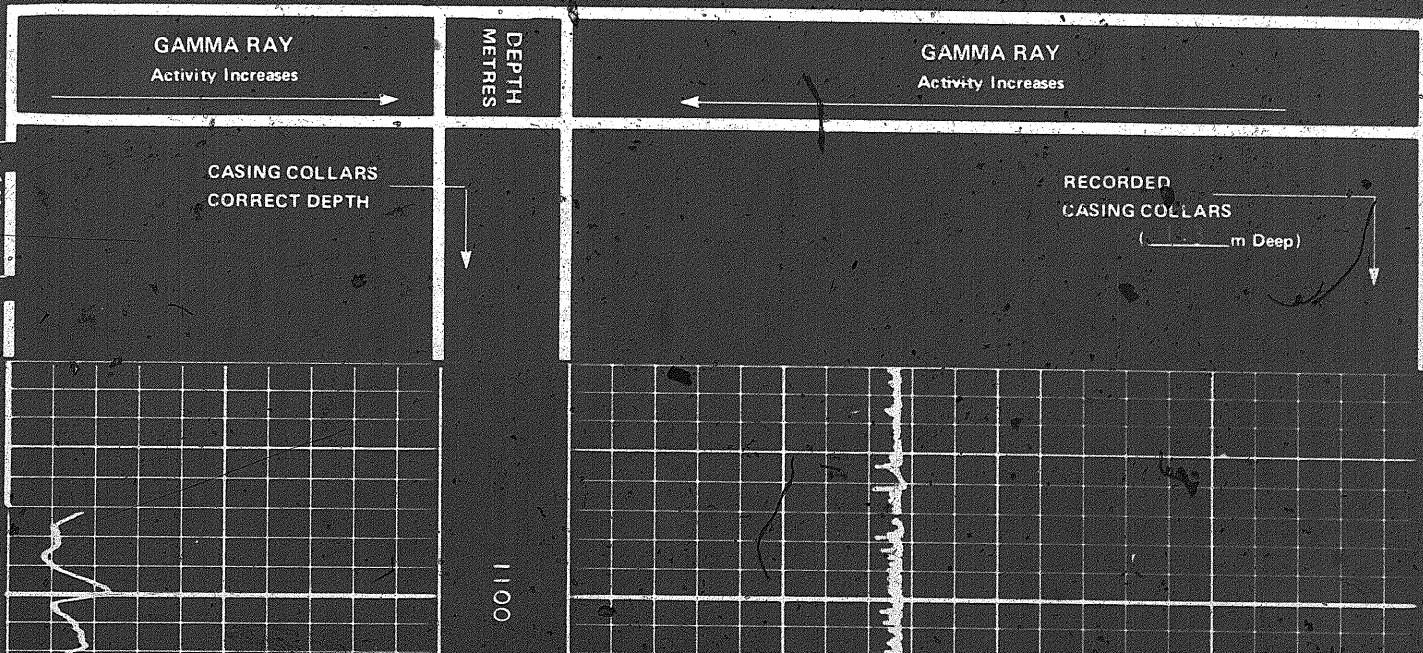 GAMMA RAY
Activity Increases
DEPTH
METRES
GAMMA RAY
Activity Increases
CASING COLLARS
CORRECT DEPTH
RECORDED
CASING COLLARS
(________m Deep)
1100